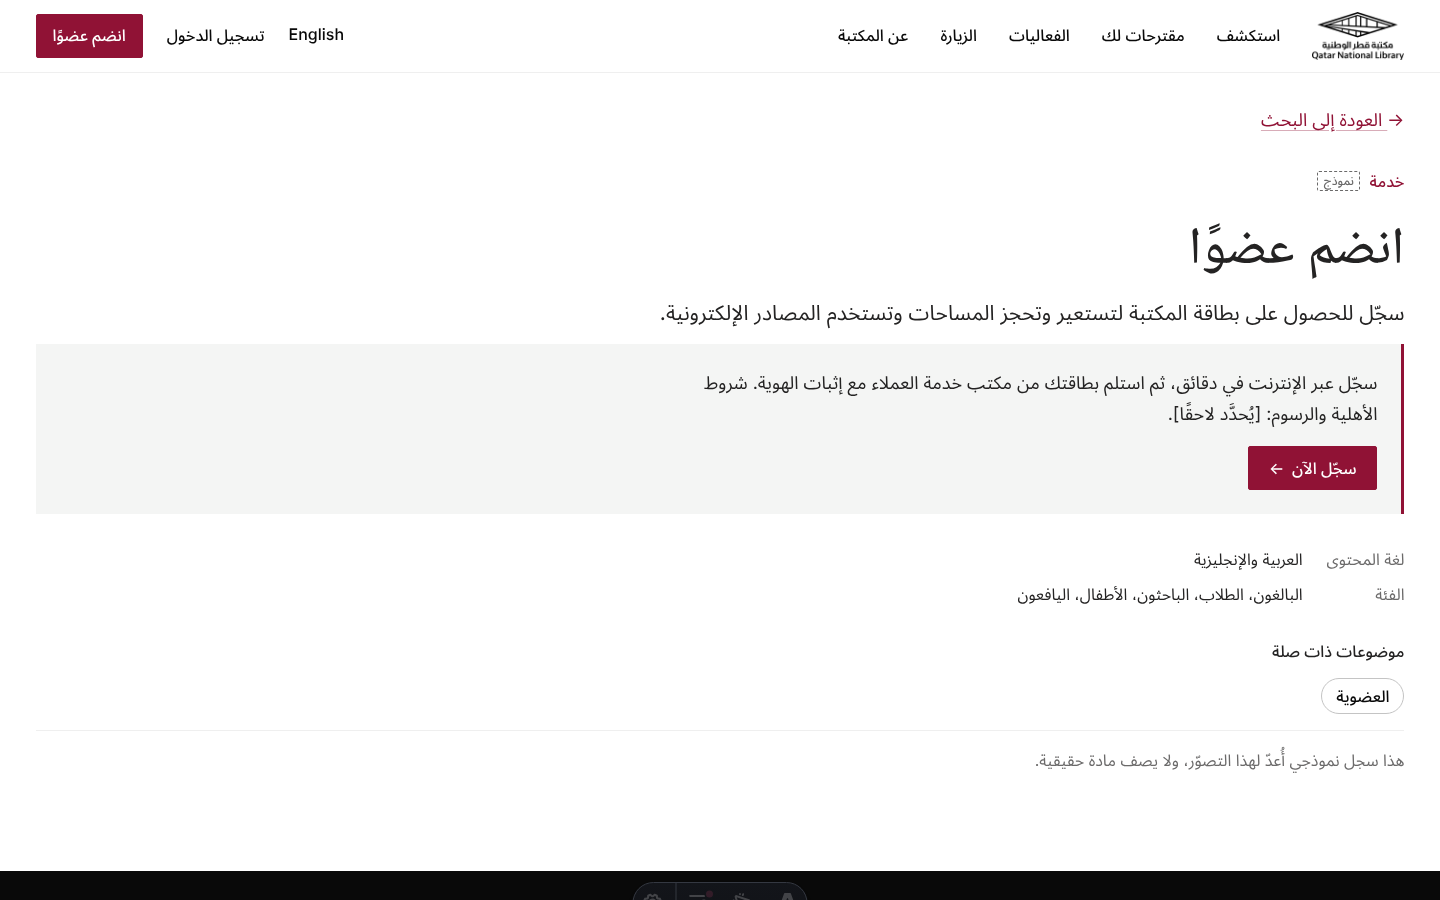 مكتبة قطر الوطنية
Qatar National Library
استكشف
مقترحات لك
الفعاليات
الزيارة
عن المكتبة
English
تسجيل الدخول
انضم عضوًا
→ العودة إلى البحث
خدمة
نموذج
انضم عضوًا
سجّل للحصول على بطاقة المكتبة لتستعير وتحجز المساحات وتستخدم المصادر الإلكترونية.
سجّل عبر الإنترنت في دقائق، ثم استلم بطاقتك من مكتب خدمة العملاء مع إثبات الهوية. شروط
الأهلية والرسوم: [يُحدَّد لاحقًا].
سجّل الآن ←
لغة المحتوى العربية والإنجليزية
الفئة البالغون، الطلاب، الباحثون، الأطفال، اليافعون
موضوعات ذات صلة
العضوية
هذا سجل نموذجي أُعدّ لهذا التصوّر، ولا يصف مادة حقيقية.